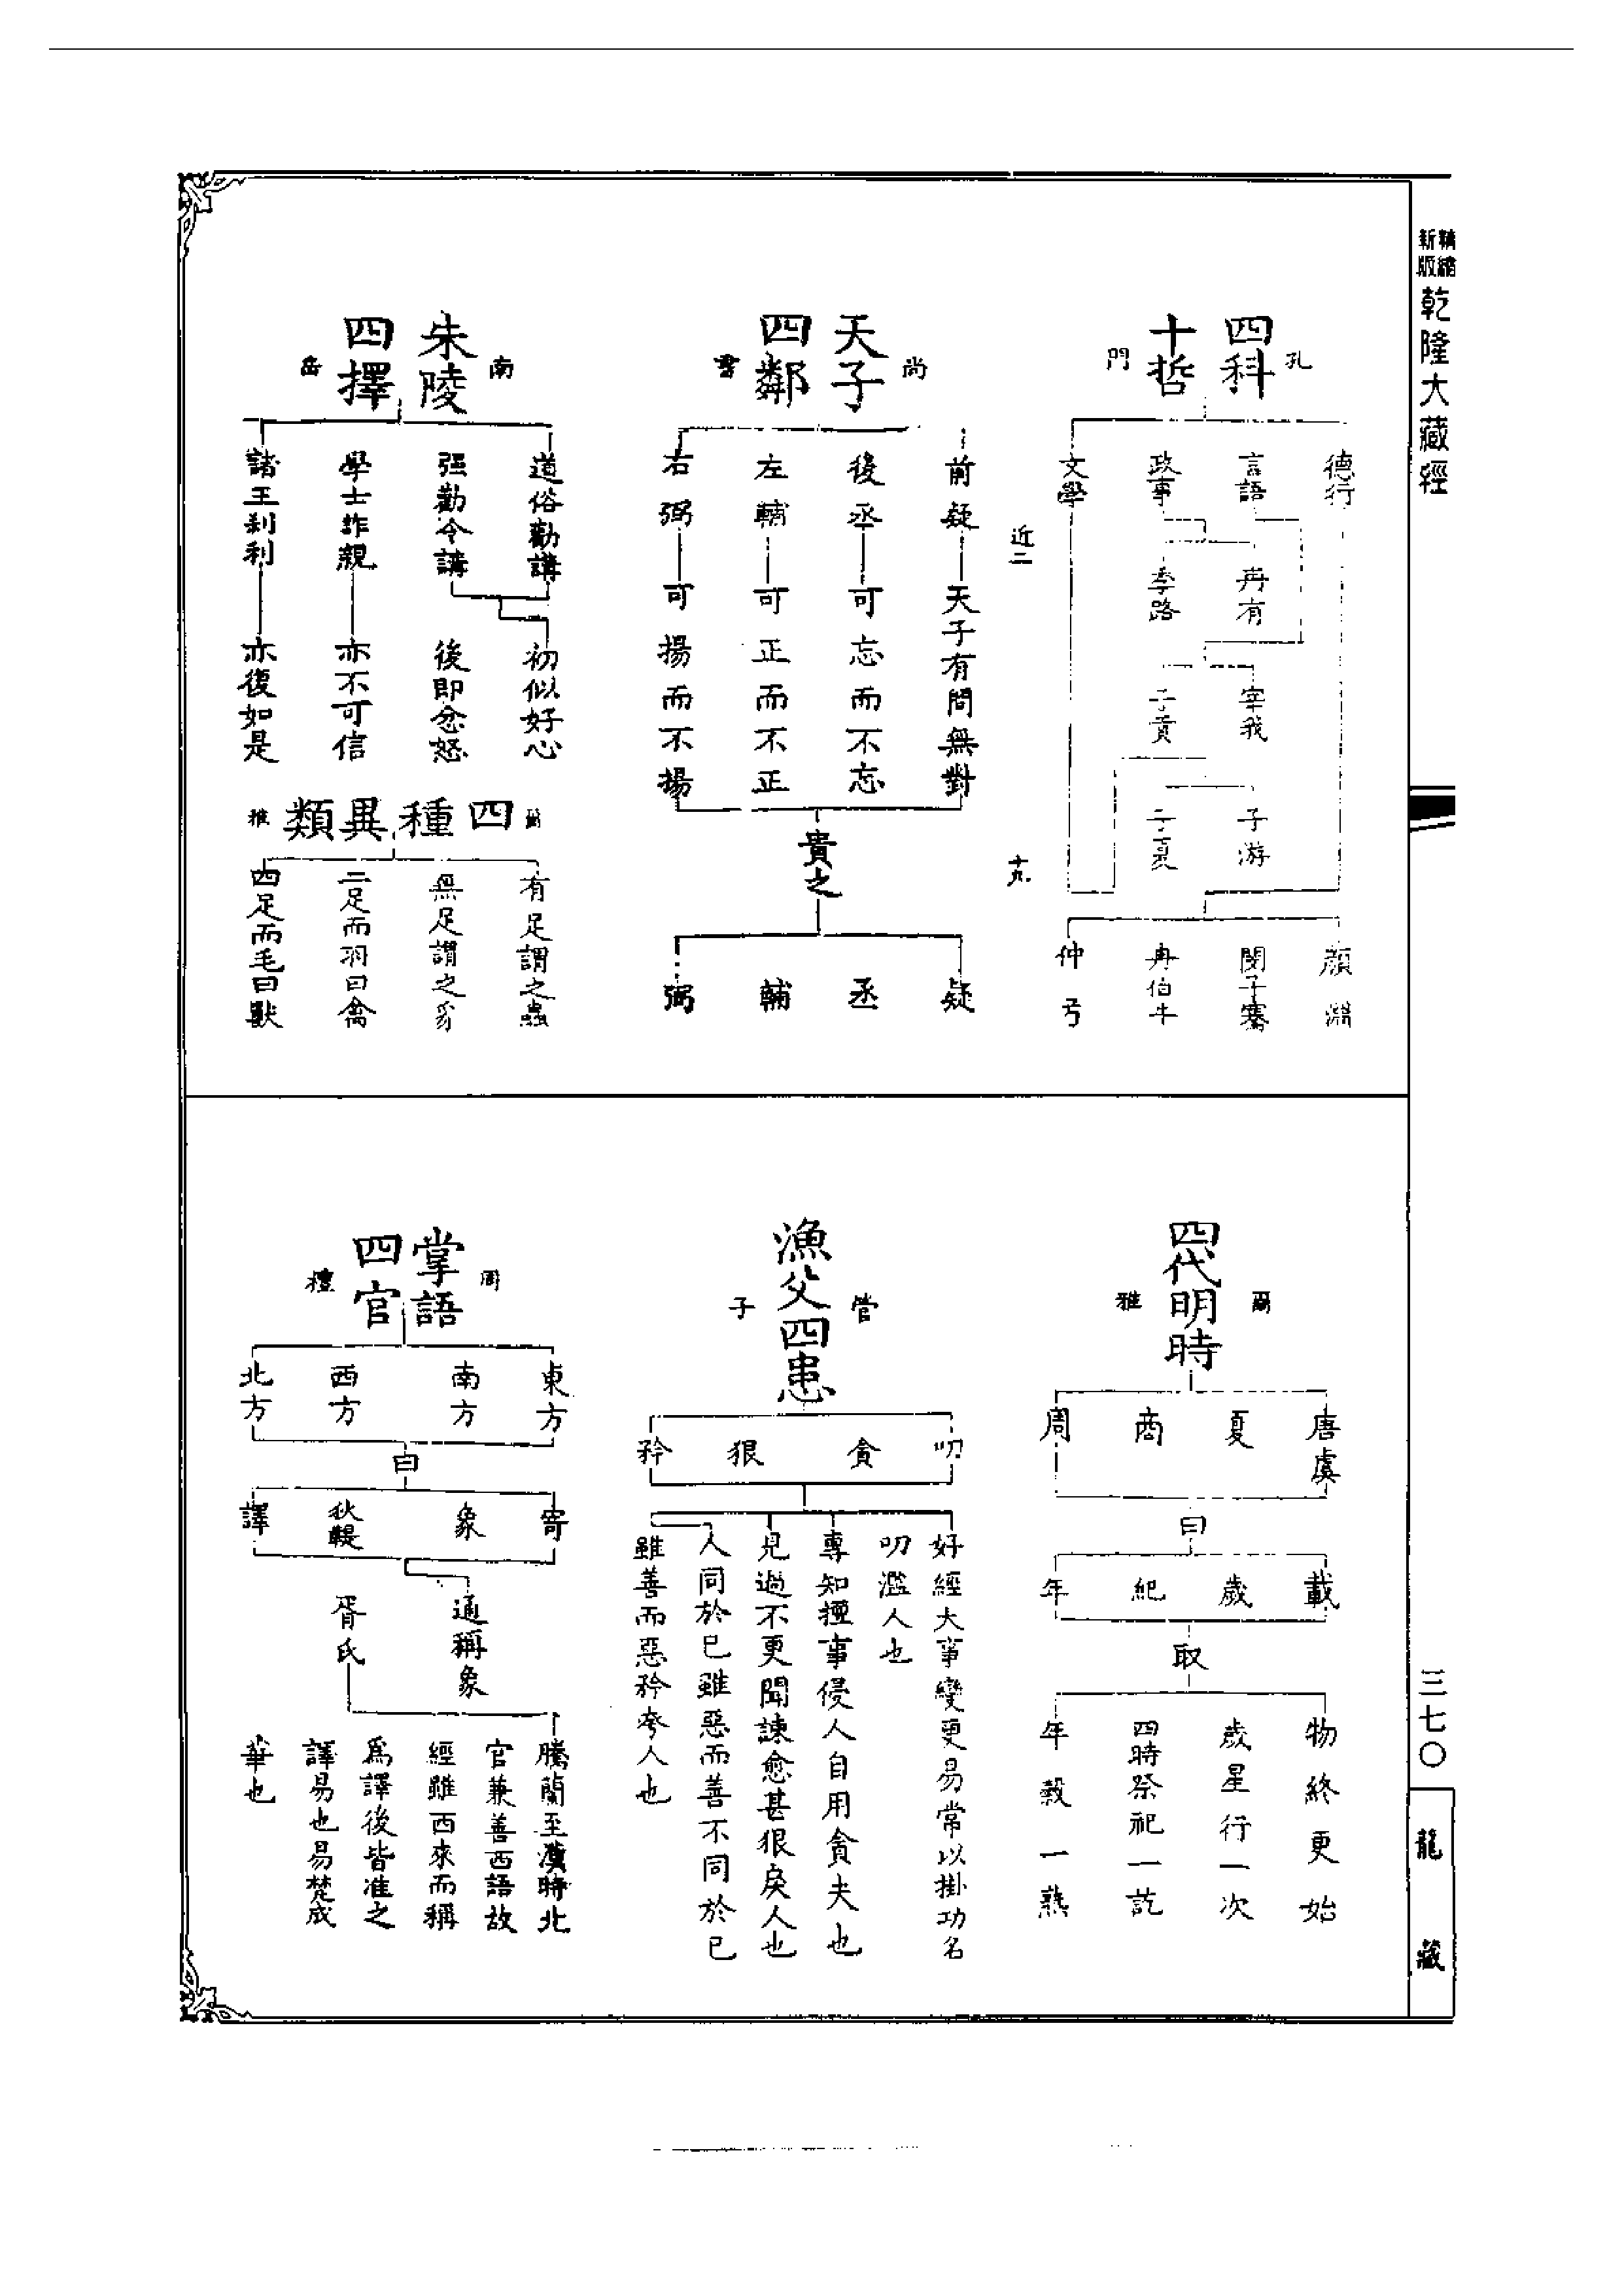 精縮
新版
乾隆大藏經
三七〇
龍藏
孔門
四科
十哲
德行
言語
政事
文學
冉有
季路
宰我
子貢
子游
子夏
顏淵
閔子騫
冉伯牛
仲弓
近二
十九
尚書
天子
四鄰
前疑
後丞
左輔
右弼
天子有問無對
可忘而不忘
可正而不正
可揚而不揚
責之
疑
丞
輔
弼
南岳
朱陵
四擇
道俗勸講
强勸令講
學士詐親
諸王刹利
初似好心
後即忿怒
亦不可信
亦復如是
爾雅
四種異類
有足謂之蟲
無足謂之豸
二足而羽曰禽
四足而毛曰獸
爾雅
四代明時
唐虞
夏
商
周
曰
載
歲
紀
年
取
物終更始
歲星行一次
四時祭祀一訖
年穀一熟
管子
漁父四患
叨
貪
狠
矜
好經大事變更易常以掛功名
叨濫人也
專知擅事侵人自用貪夫也
見過不更聞諫愈甚狠戾人也
人同於已雖惡而善不同於已
雖善而惡矜夸人也
周禮
掌語
四官
東方
南方
西方
北方
曰
寄
象
狄鞮
譯
通稱象
胥氏
騰蘭至漢時北
官兼善西語故
經雖西來而稱
爲譯後皆准之
譯易也易梵成
華也